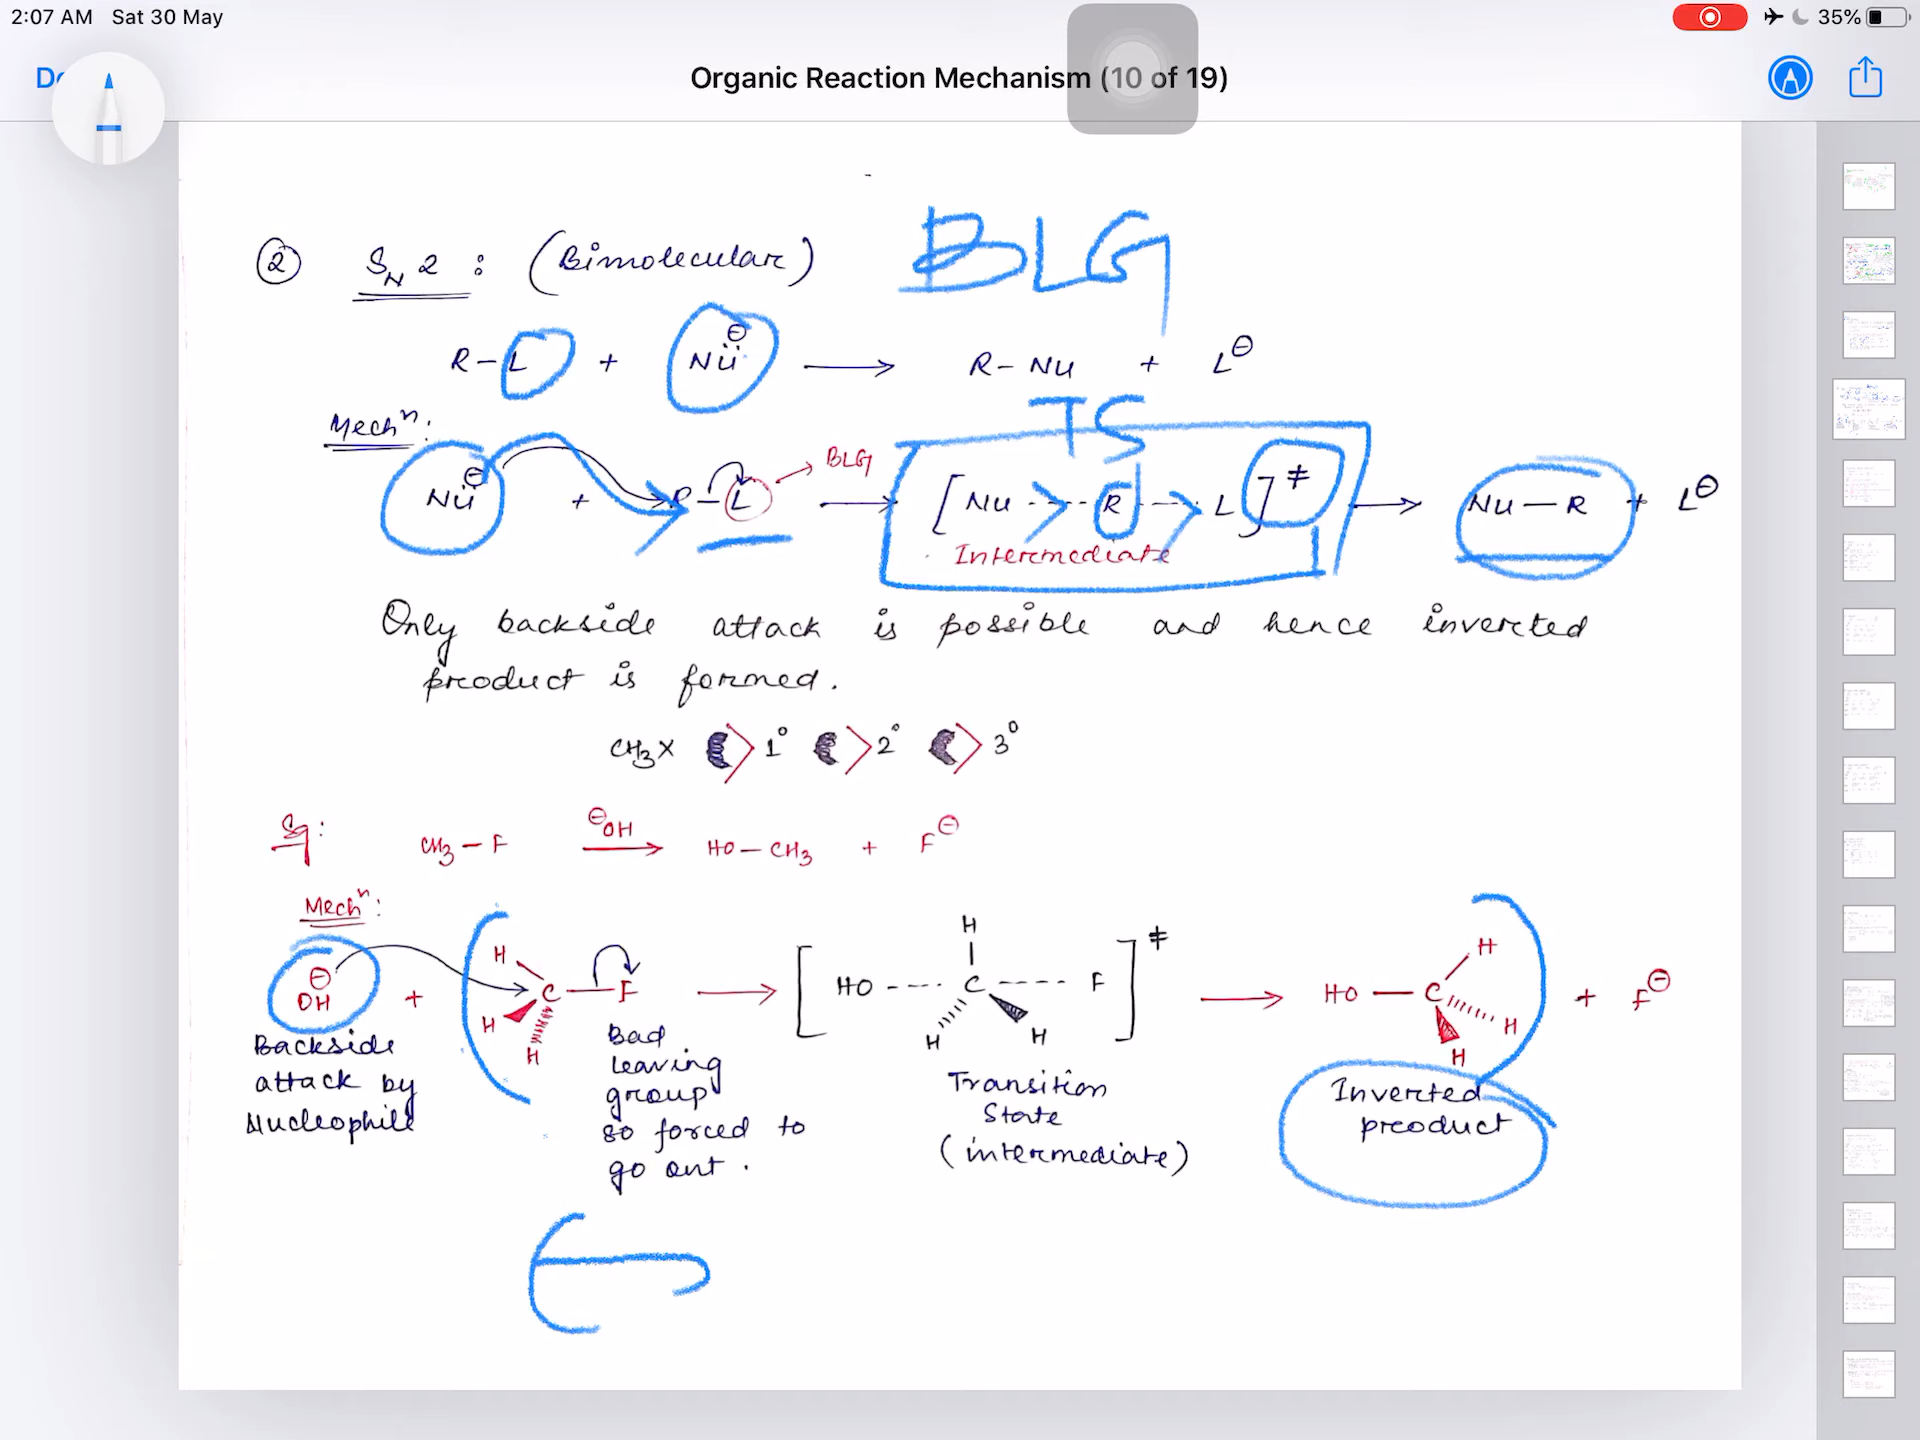 2:07 AM Sat 30 May
35%
Organic Reaction Mechanism (10 of 19)
② SN2 : (Bimolecular) BLG
R-L + Nü⊖ → R-Nu + L⊖
Mechⁿ: TS
Nü⊖ + R-L → BLG → [Nu ---- R ---- L]‡ → Nu-R + L⊖
Intermediate
Only backside attack is possible and hence inverted
product is formed.
CH3X > 1° > 2° > 3°
Eg: CH3-F ⊖OH → HO-CH3 + F⊖
Mechⁿ:
⊖OH + H H H C-F → [HO ---- C ---- F H H H]‡ → HO-C H H H + F⊖
Backside attack by Nucleophile
Bad leaving group so forced to go out.
Transition State (intermediate)
Inverted product